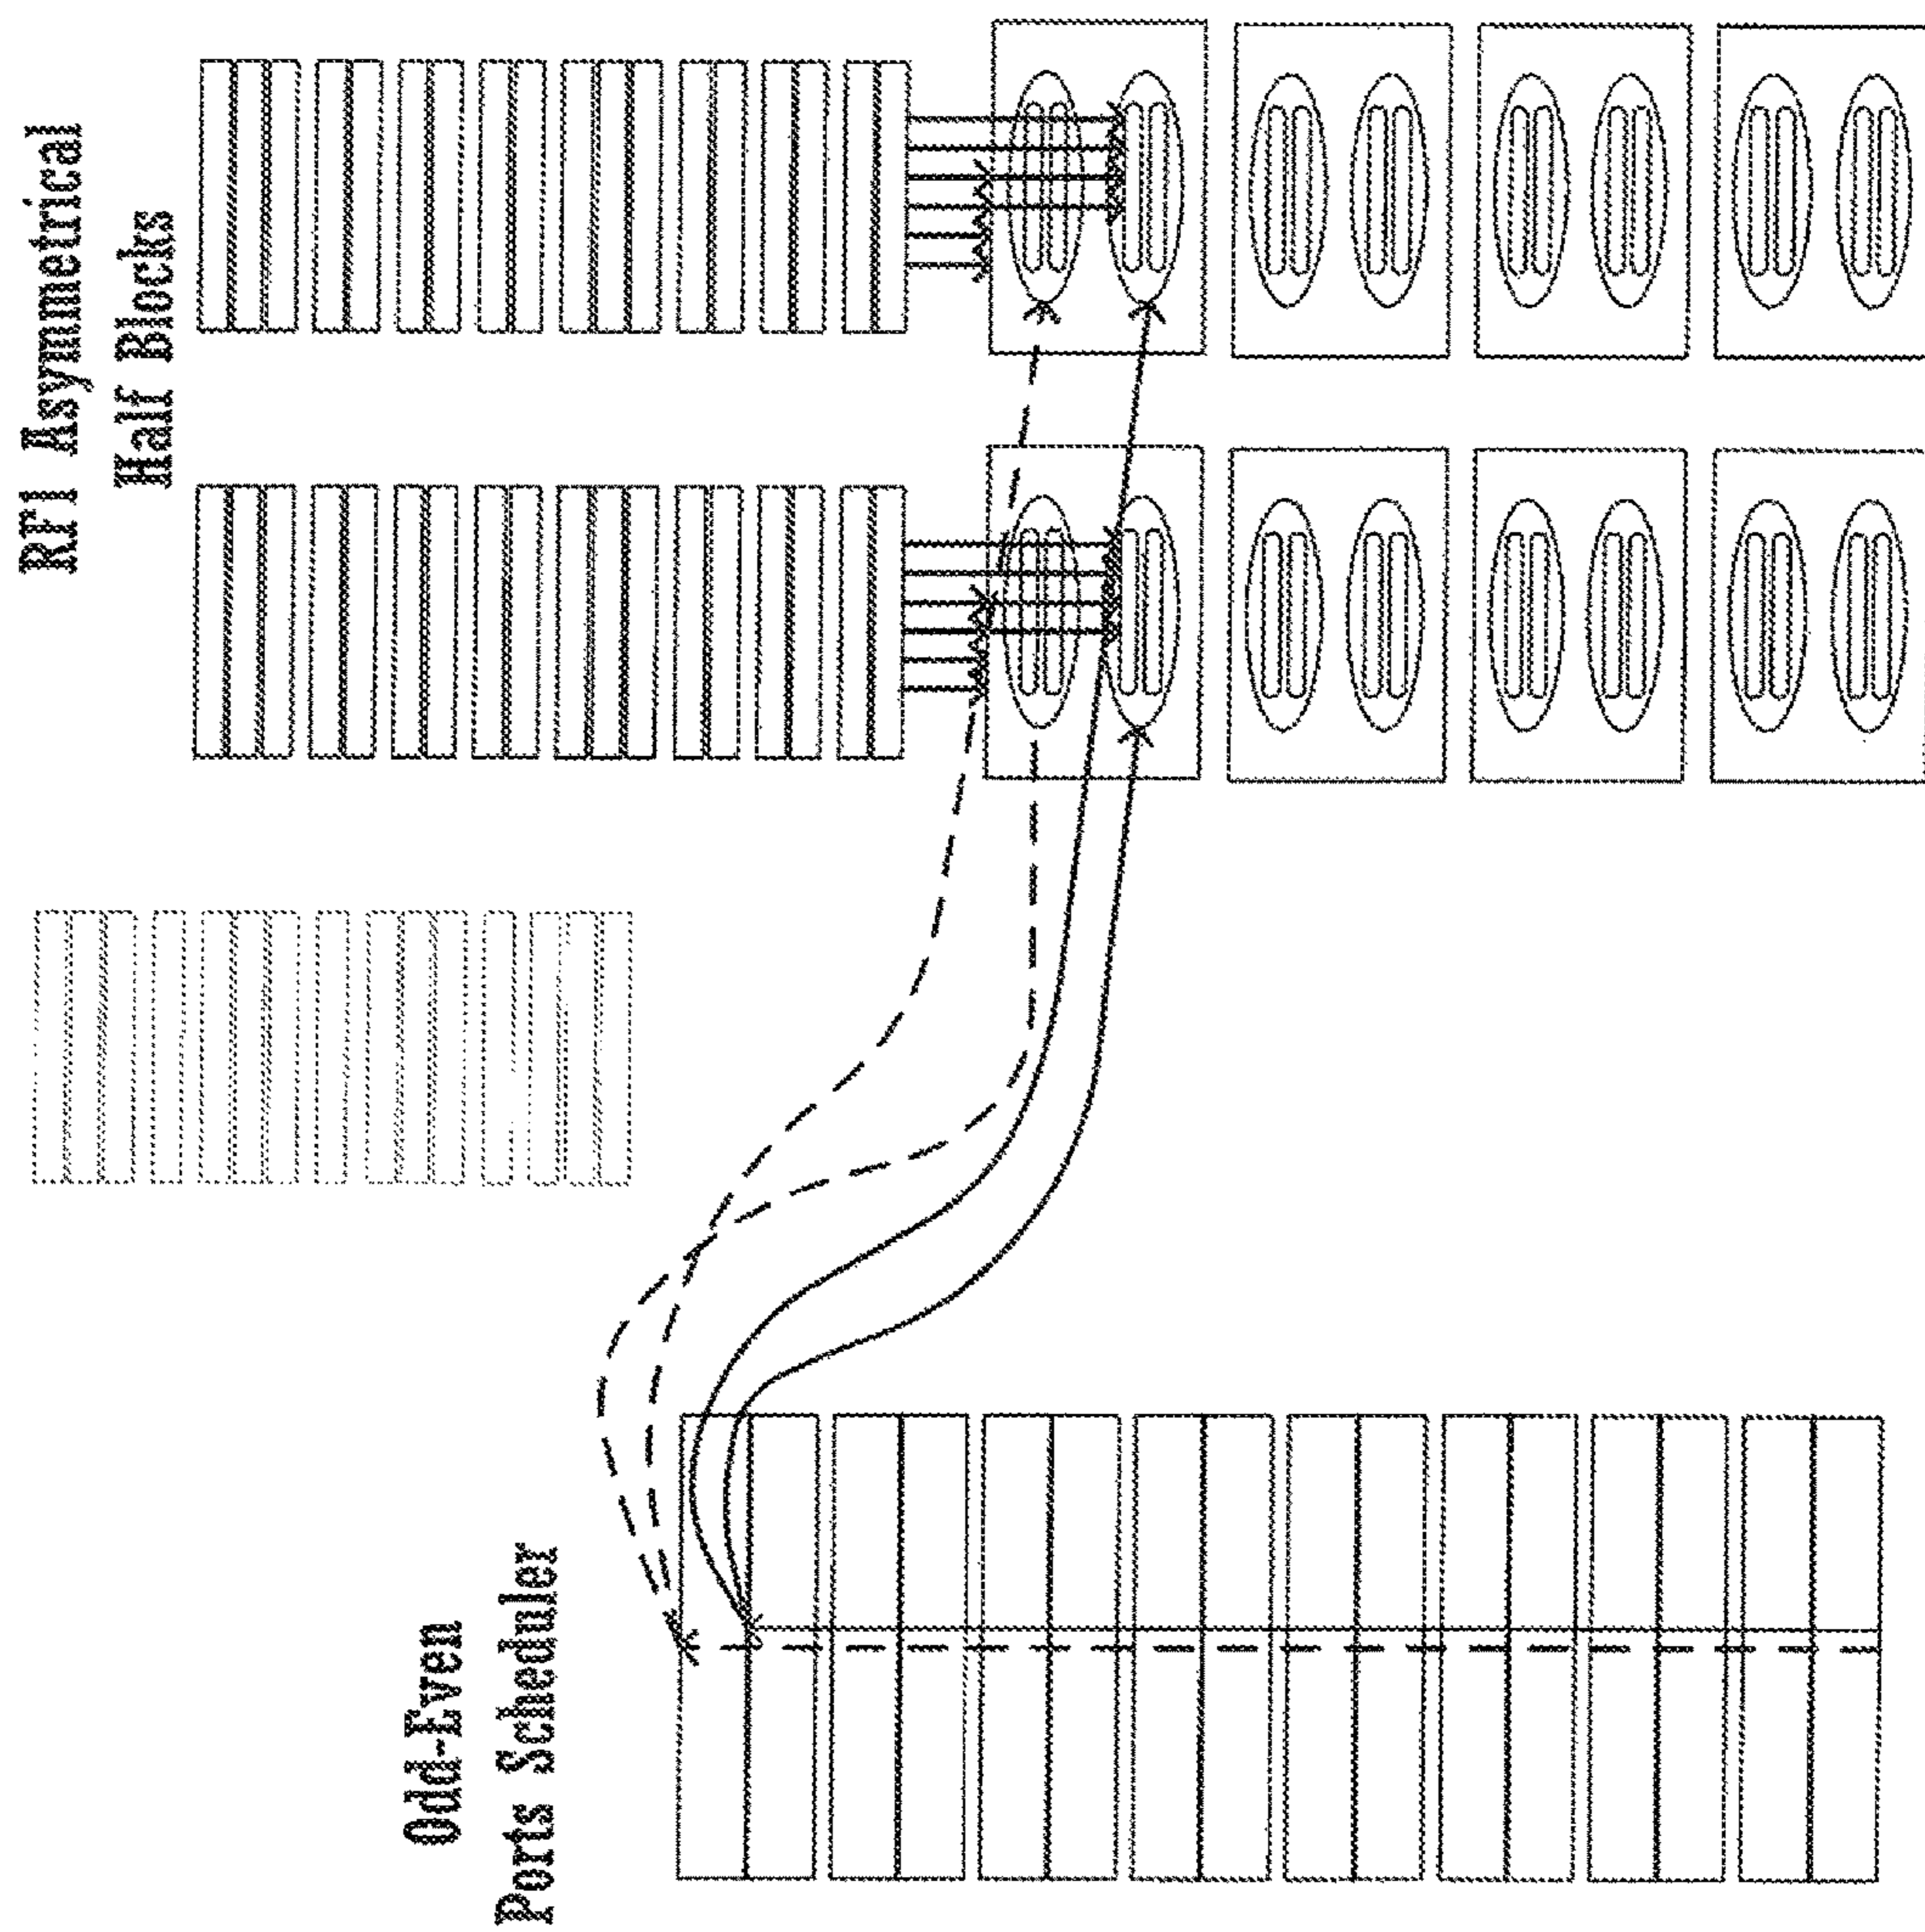 RF1 Asymmetrical
Half Blocks
Odd-Even
Ports Scheduler